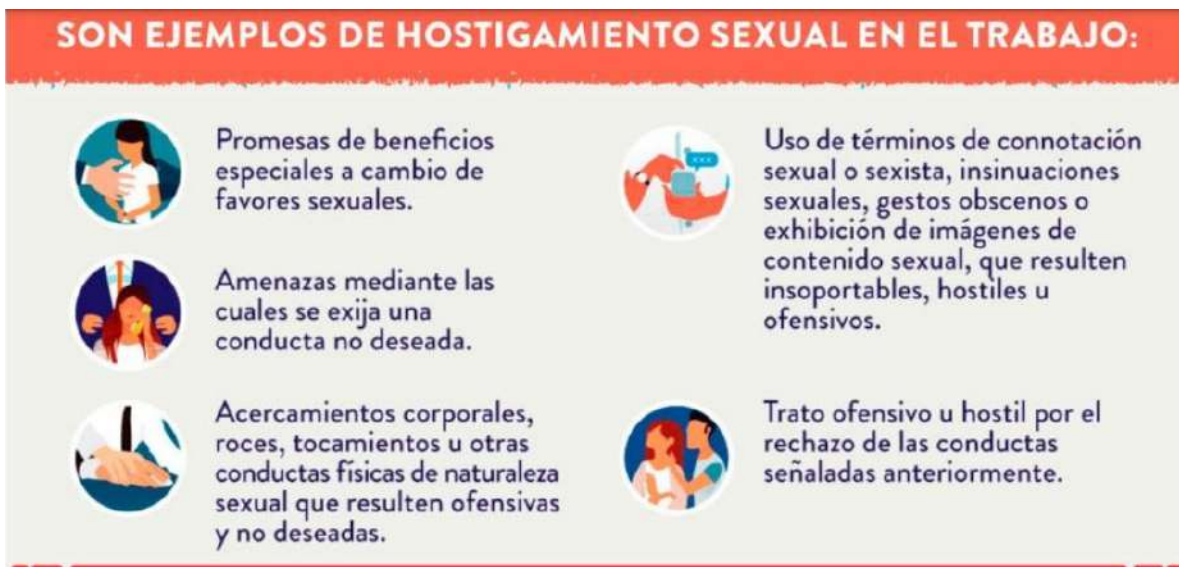 SON EJEMPLOS DE HOSTIGAMIENTO SEXUAL EN EL TRABAJO:
Promesas de beneficios
especiales a cambio de
favores sexuales.
Amenazas mediante las
cuales se exija una
conducta no deseada.
Acercamientos corporales,
roces, tocamientos u otras
conductas físicas de naturaleza
sexual que resulten ofensivas
y no deseadas.
Uso de términos de connotación
sexual o sexista, insinuaciones
sexuales, gestos obscenos o
exhibición de imágenes de
contenido sexual, que resulten
insoportables, hostiles u
ofensivos.
Trato ofensivo u hostil por el
rechazo de las conductas
señaladas anteriormente.